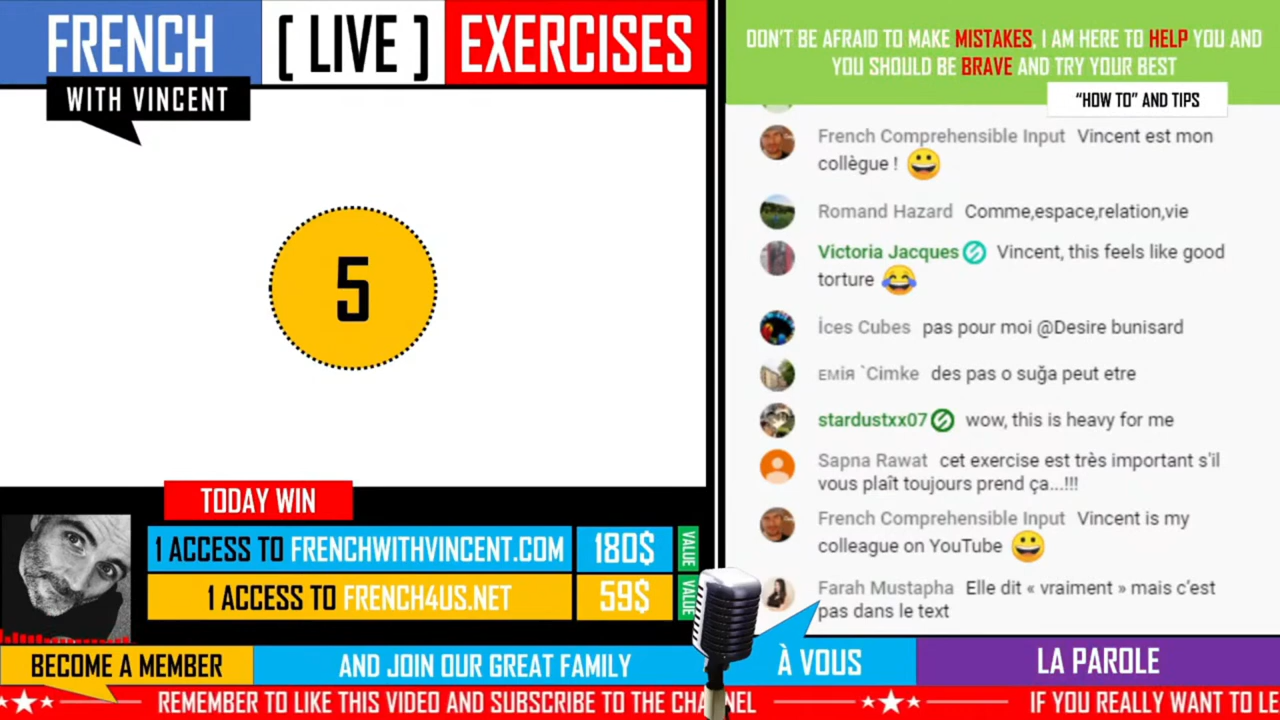 FRENCH [ LIVE ] EXERCISES
WITH VINCENT
5
TODAY WIN
1 ACCESS TO FRENCHWITHVINCENT.COM 180$ VALUE
1 ACCESS TO FRENCH4US.NET 59$ VALUE
DON'T BE AFRAID TO MAKE MISTAKES, I AM HERE TO HELP YOU AND
YOU SHOULD BE BRAVE AND TRY YOUR BEST
“HOW TO” AND TIPS
French Comprehensible Input Vincent est mon
collègue !
Romand Hazard Comme,espace,relation,vie
Victoria Jacques Vincent, this feels like good
torture
İces Cubes pas pour moi @Desire bunisard
ᴇмія `Cimke des pas o suğa peut etre
stardustxx07 wow, this is heavy for me
Sapna Rawat cet exercise est très important s'il
vous plaît toujours prend ça...!!!
French Comprehensible Input Vincent is my
colleague on YouTube
Farah Mustapha Elle dit « vraiment » mais c'est
pas dans le text
BECOME A MEMBER AND JOIN OUR GREAT FAMILY À VOUS LA PAROLE
REMEMBER TO LIKE THIS VIDEO AND SUBSCRIBE TO THE CHA NEL IF YOU REALLY WANT TO LE